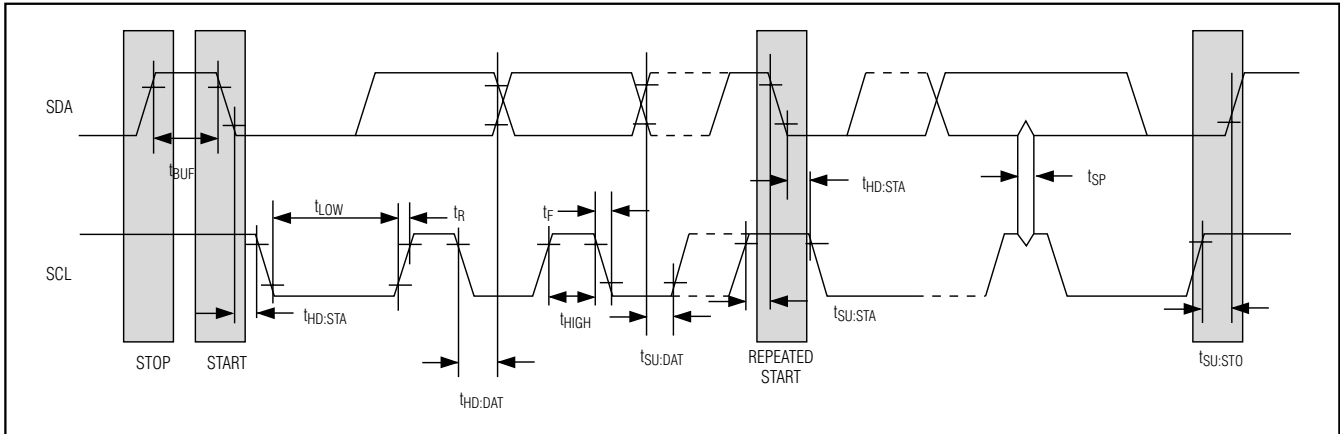 SDA
tBUF
tHD:STA
tSP
tLOW
tR
tF
SCL
tHD:STA
tHIGH
tSU:STA
tSU:DAT
STOP
START
REPEATED
START
tSU:STO
tHD:DAT